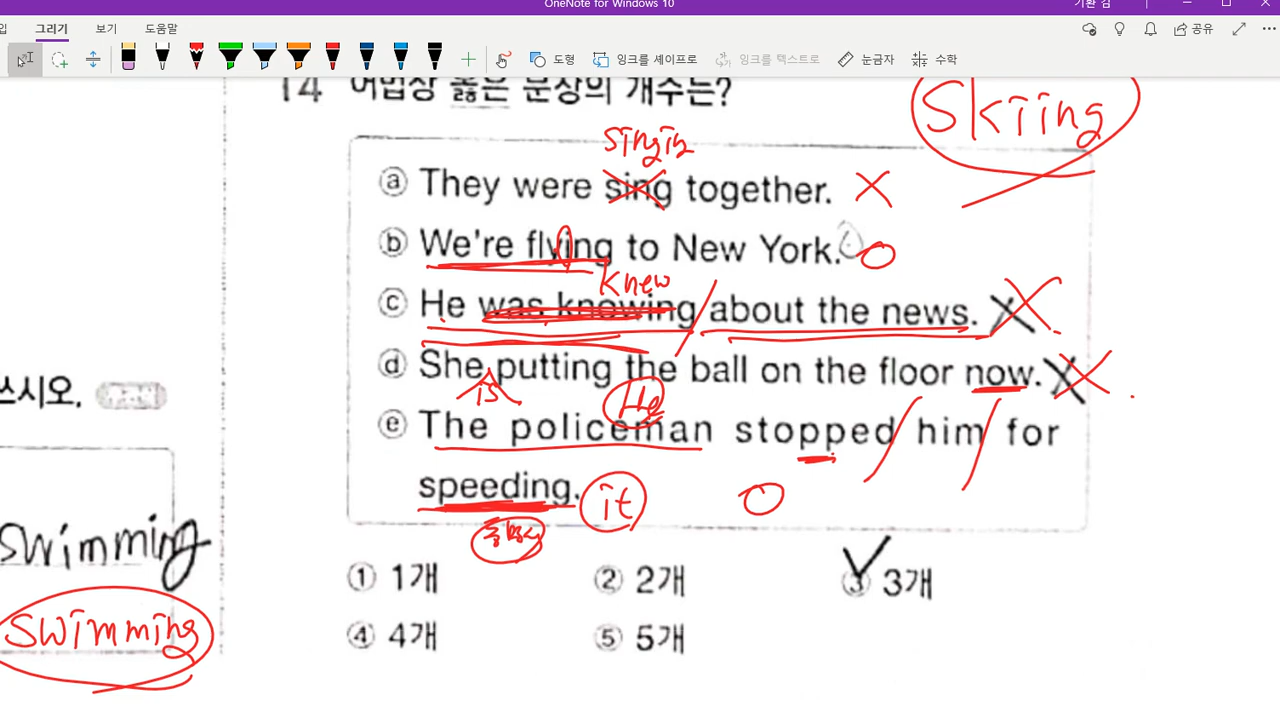 OneNote for Windows 10
기환 김
그리기 보기 도움말
공유
도형 잉크를 셰이프로 잉크를 텍스트로 눈금자 수학
14 어법상 옳은 문장의 개수는?
Skiing
singing
ⓐ They were sing together. X
ⓑ We're flying to New York. O
knew
ⓒ He was knowing about the news. X
ⓓ She putting the ball on the floor now. X
is
He
쓰시오.
ⓔ The policeman stopped him for
speeding. it O
swimming
① 1개 ② 2개 ③ 3개
swimming
④ 4개 ⑤ 5개